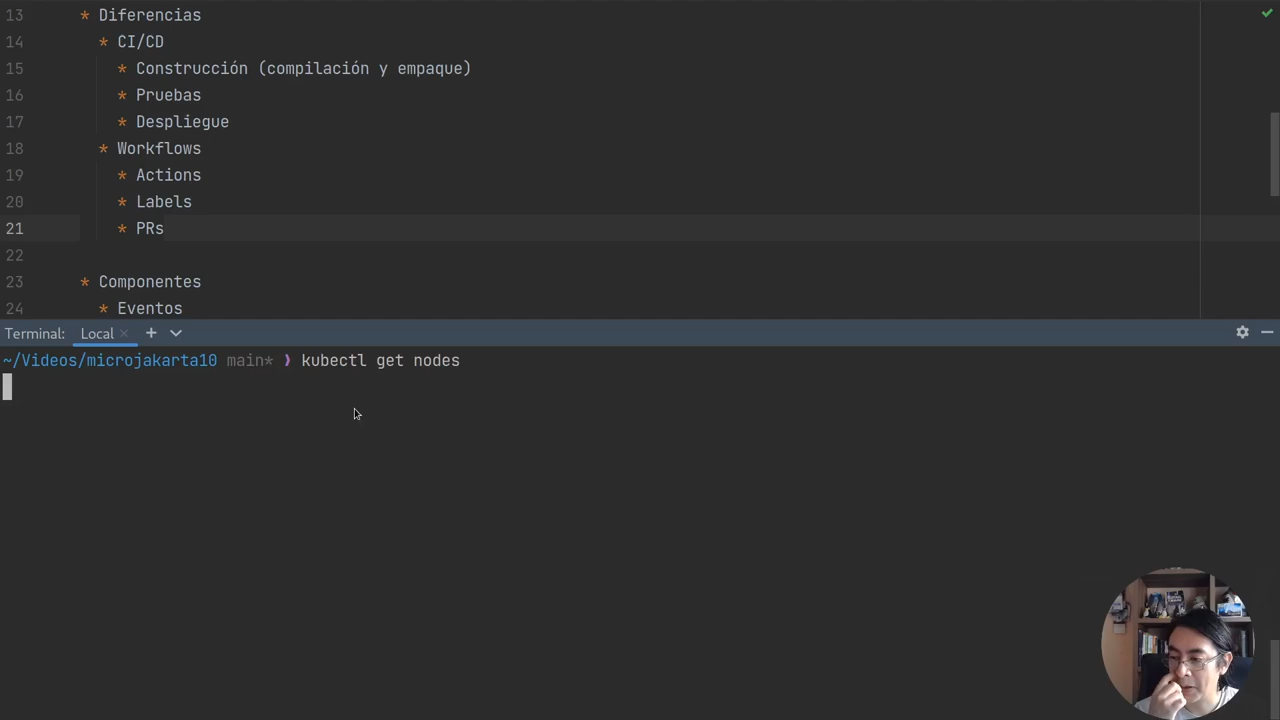 13 * Diferencias
14 * CI/CD
15 * Construcción (compilación y empaque)
16 * Pruebas
17 * Despliegue
18 * Workflows
19 * Actions
20 * Labels
21 * PRs
22
23 * Componentes
24 * Eventos
Terminal: Local × +
~/Videos/microjakarta10 main* ❯ kubectl get nodes